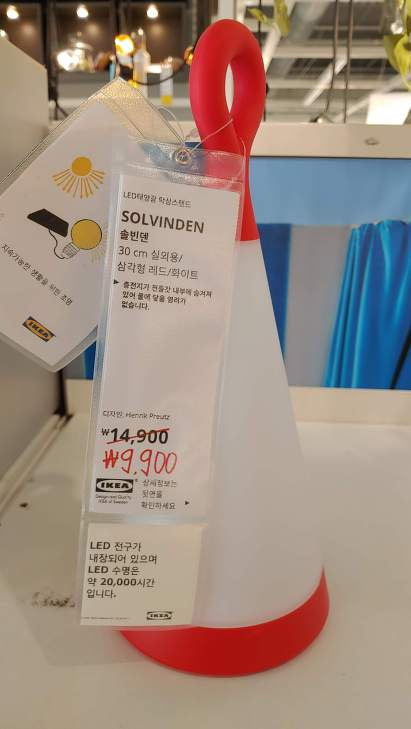 지속가능한 생활을 위한 조명
IKEA
LED태양광 탁상스탠드
SOLVINDEN
솔빈덴
30 cm 실외용/
삼각형 레드/화이트
▶ 충전지가 전등갓 내부에 숨겨져
있어 물에 닿을 염려가
없습니다.
디자인: Henrik Preutz
₩14,900
₩9,900
IKEA®
Design and Quality
IKEA of Sweden
상세정보는
뒷면을
확인하세요 ▶
LED 전구가
내장되어 있으며
LED 수명은
약 20,000시간
입니다.
IKEA